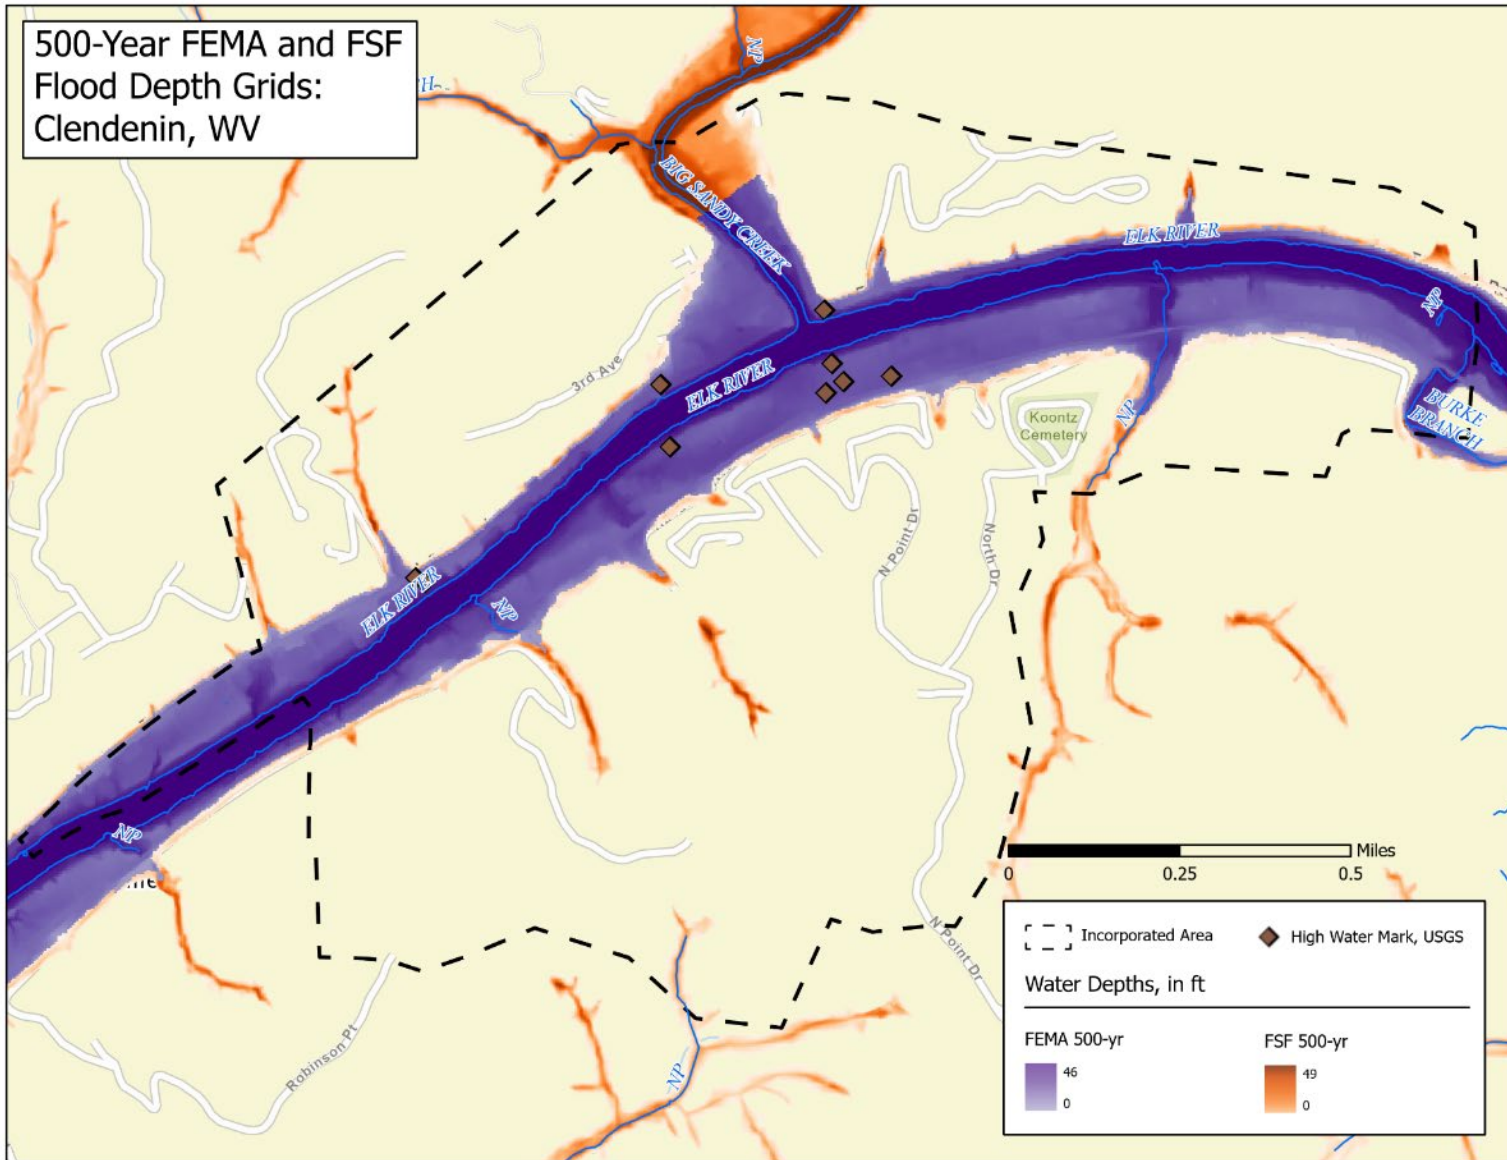 500-Year FEMA and FSF
Flood Depth Grids:
Clendenin, WV
NP
BIG SANDY CREEK
ELK RIVER
NP
3rd Ave
ELK RIVER
Koontz
Cemetery
NP
BURKE
BRANCH
N Point Dr
North Dr
ELK RIVER
NP
NP
Miles
0
0.25
0.5
N Point Dr
Robinson Pt
NP
Incorporated Area
High Water Mark, USGS
Water Depths, in ft
FEMA 500-yr
46
0
FSF 500-yr
49
0